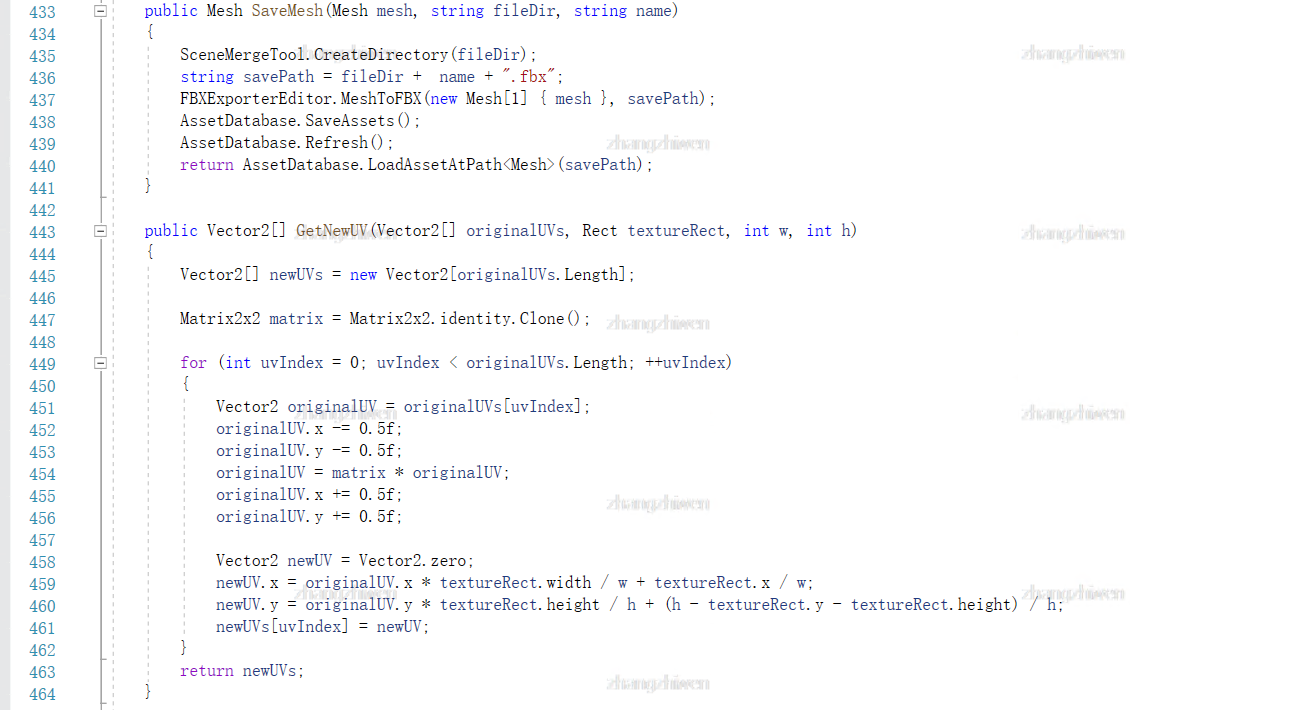 433 public Mesh SaveMesh(Mesh mesh, string fileDir, string name)
434 {
435 SceneMergeTool.CreateDirectory(fileDir);
436 string savePath = fileDir +  name + ".fbx";
437 FBXExporterEditor.MeshToFBX(new Mesh[1] { mesh }, savePath);
438 AssetDatabase.SaveAssets();
439 AssetDatabase.Refresh();
440 return AssetDatabase.LoadAssetAtPath<Mesh>(savePath);
441 }
442
443 public Vector2[] GetNewUV(Vector2[] originalUVs, Rect textureRect, int w, int h)
444 {
445 Vector2[] newUVs = new Vector2[originalUVs.Length];
446
447 Matrix2x2 matrix = Matrix2x2.identity.Clone();
448
449 for (int uvIndex = 0; uvIndex < originalUVs.Length; ++uvIndex)
450 {
451 Vector2 originalUV = originalUVs[uvIndex];
452 originalUV.x -= 0.5f;
453 originalUV.y -= 0.5f;
454 originalUV = matrix * originalUV;
455 originalUV.x += 0.5f;
456 originalUV.y += 0.5f;
457
458 Vector2 newUV = Vector2.zero;
459 newUV.x = originalUV.x * textureRect.width / w + textureRect.x / w;
460 newUV.y = originalUV.y * textureRect.height / h + (h - textureRect.y - textureRect.height) / h;
461 newUVs[uvIndex] = newUV;
462 }
463 return newUVs;
464 }